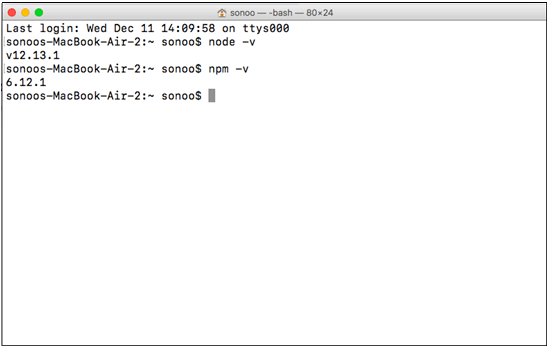 sonoo — -bash — 80×24
Last login: Wed Dec 11 14:09:58 on ttys000
sonoos-MacBook-Air-2:~ sonoo$ node -v
v12.13.1
sonoos-MacBook-Air-2:~ sonoo$ npm -v
6.12.1
sonoos-MacBook-Air-2:~ sonoo$